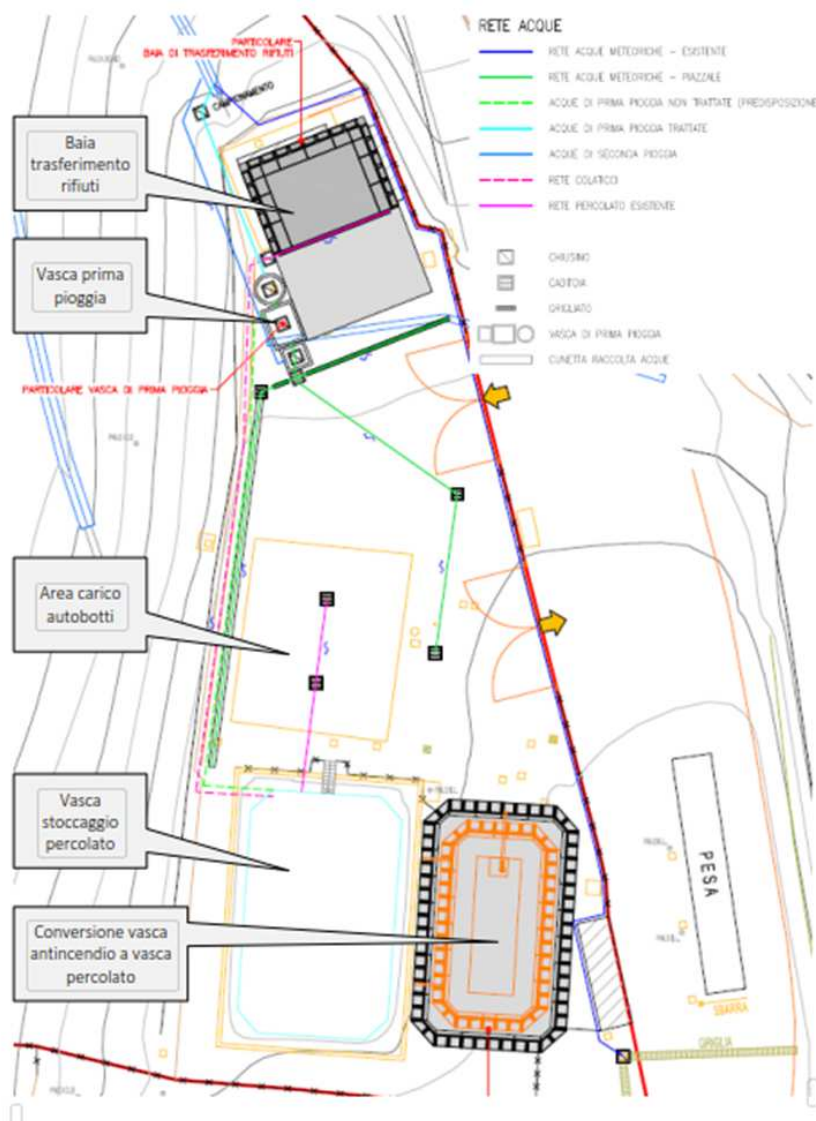 RETE ACQUE
RETE ACQUE METEORICHE - ESISTENTE
RETE ACQUE METEORICHE - PIAZZALE
ACQUE DI PRIMA PIOGGIA NON TRATTATE (PREDISPOSIZIONE
ACQUE DI PRIMA PIOGGIA TRATTATE
ACQUE DI SECONDA PIOGGIA
RETE COLATICCI
RETE PERCOLATO ESISTENTE
CHIUSINO
CADITOIA
GRIGLIATO
VASCA DI PRIMA PIOGGIA
CUNETTA RACCOLTA ACQUE
PARTICOLARE
BAIA DI TRASFERIMENTO RIFIUTI
CAMPIONAMENTO
Baia
trasferimento
rifiuti
Vasca prima
pioggia
PARTICOLARE VASCA DI PRIMA PIOGGIA
Area carico
autobotti
Vasca
stoccaggio
percolato
Conversione vasca
antincendio a vasca
percolato
PESA
SBARRA
GRIGLIA